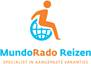 MundoRado Reizen
SPECIALIST IN AANGEPASTE VAKANTIES